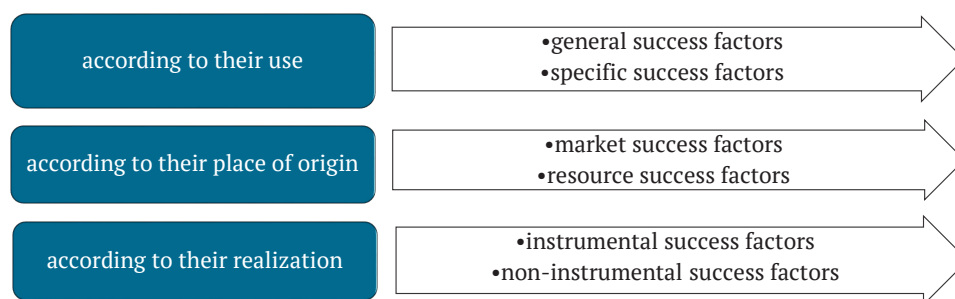 according to their use
•general success factors
•specific success factors
according to their place of origin
•market success factors
•resource success factors
according to their realization
•instrumental success factors
•non-instrumental success factors